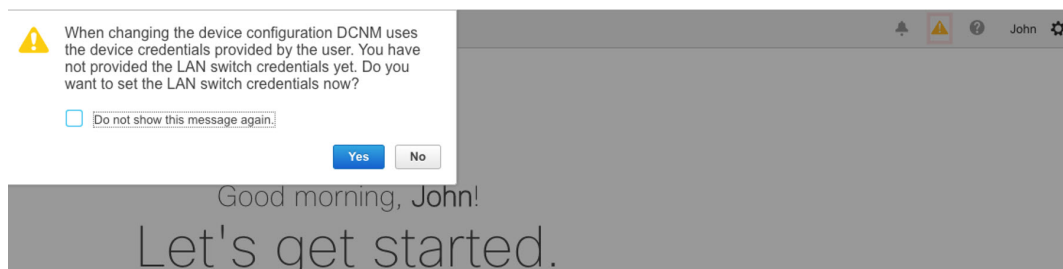 When changing the device configuration DCNM uses
the device credentials provided by the user. You have
not provided the LAN switch credentials yet. Do you
want to set the LAN switch credentials now?
Do not show this message again.
Yes No
John
Good morning, John!
Let's get started.